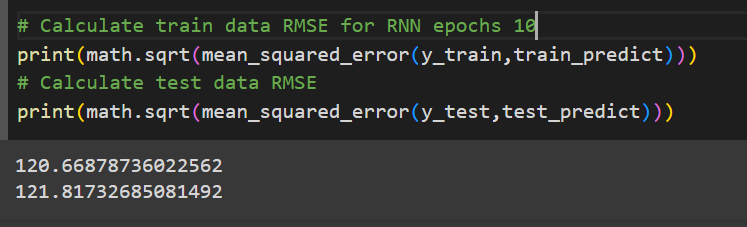 # Calculate train data RMSE for RNN epochs 10
print(math.sqrt(mean_squared_error(y_train,train_predict)))
# Calculate test data RMSE
print(math.sqrt(mean_squared_error(y_test,test_predict)))
120.66878736022562
121.81732685081492